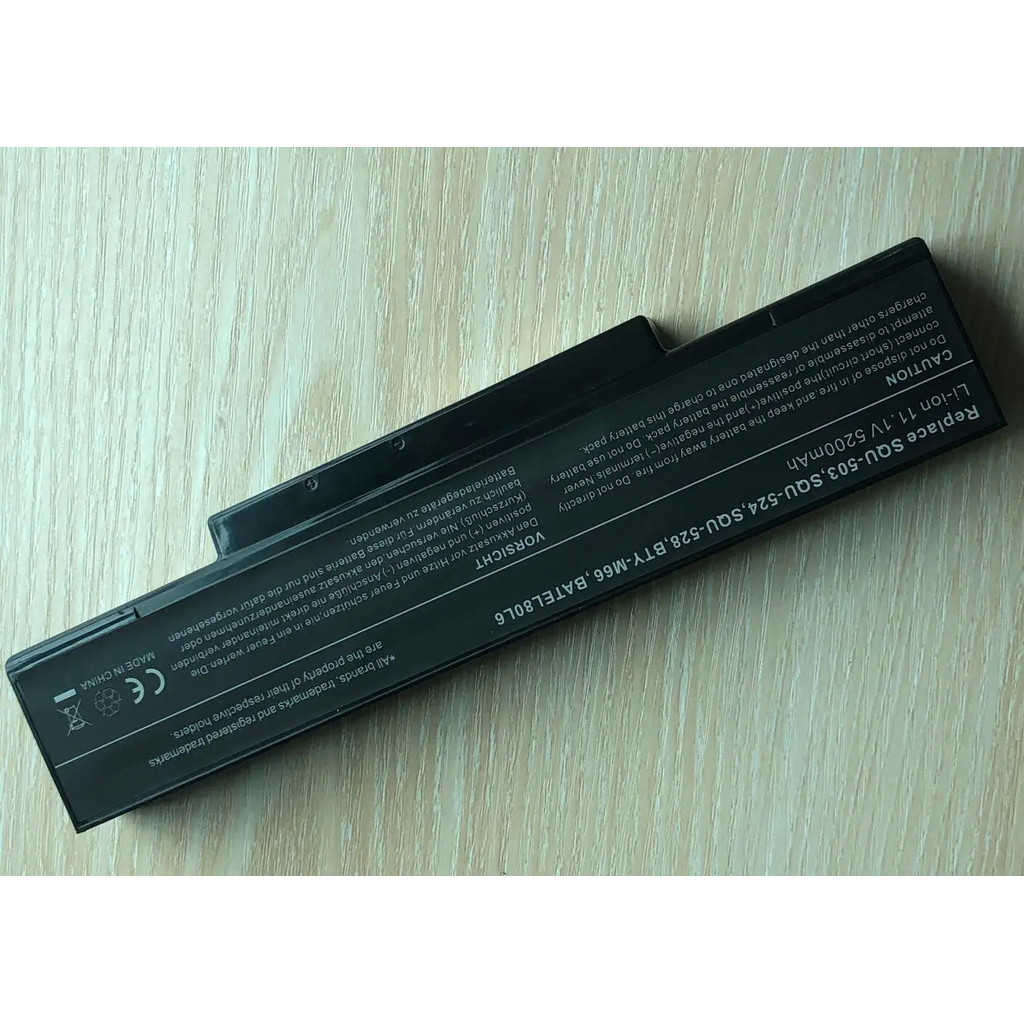 Replace SQU-503,SQU-524,SQU-528,BTY-M66,BATEL80L6
Li-Ion 11.1V 5200mAh
CAUTION
Do not dispose of in fire,and keep the battery away from fire. Do not directly
connect (short circuit)the positive(+)and the negative(-) terminals.Never
attempt to disassemble or reassemble the battery pack. Do not use battery
chargers other than the designated one to charge this battery pack.
VORSICHT
Den Akkusatz vor Hitze und Feuer schützen,nie in ein Feuer werfen.Die
positiven (+) und negativen (-)Anschlüße nie direkt miteinander verbinden
(Kurzschluß).Nie versuchen den akkusatz auseinanderzunehmen oder
baulich zu verändern.Für diese Batterie sind nur die dafür vorgesehenen
Batterieladegeräte zu verwenden.
*All brands, trademarks and registered trademarks
are the property of their respective holders.
CE
MADE IN CHINA